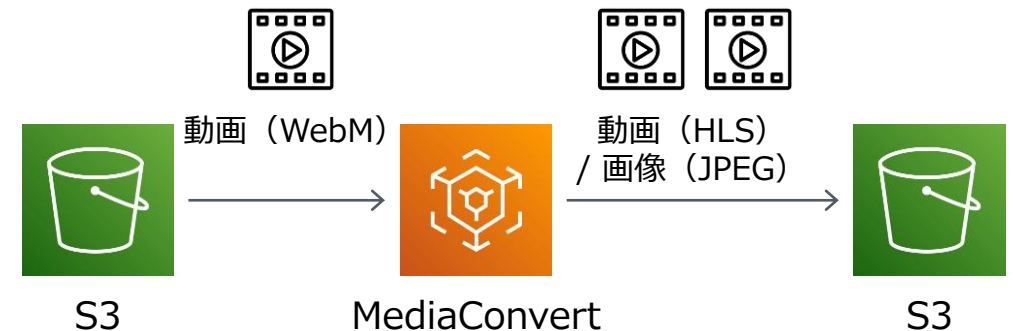 動画（WebM）
動画（HLS）
/ 画像（JPEG）
S3
MediaConvert
S3